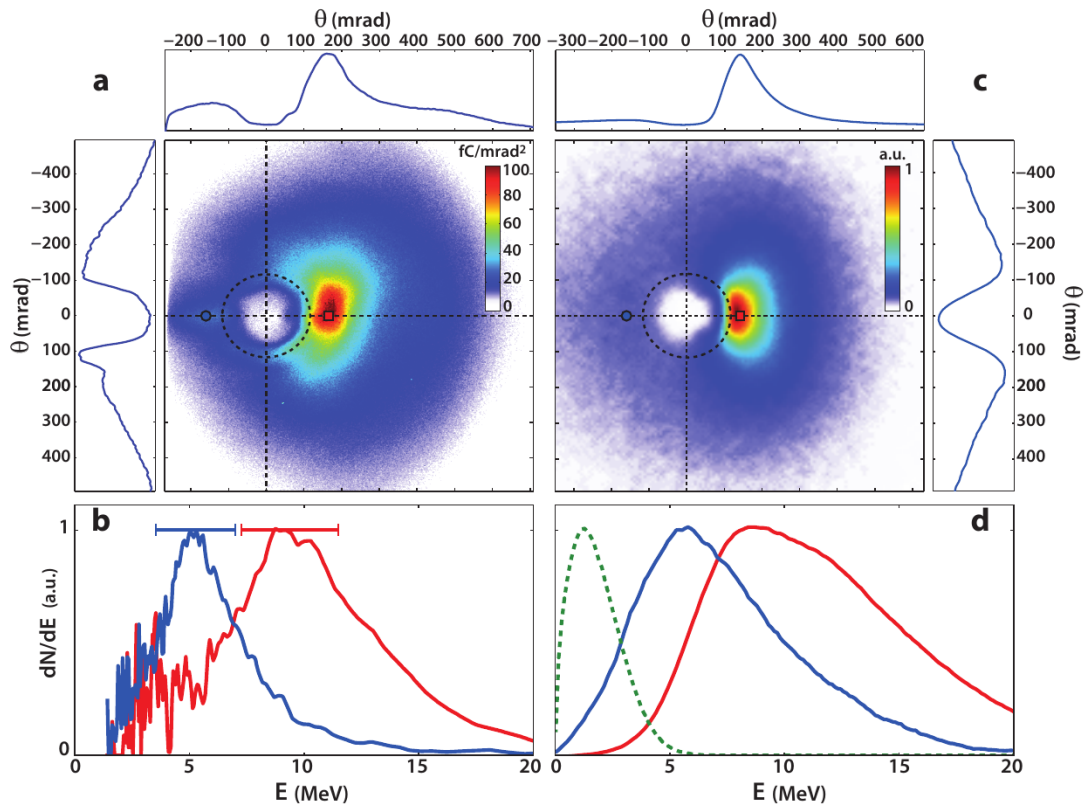 θ (mrad)
−200 −100 0 100 200 300 400 500 600 700
θ (mrad)
−300 −200 −100 0 100 200 300 400 500 600
a
c
fC/mrad²
100
80
60
40
20
0
a.u.
1
0
θ (mrad)
−400
−300
−200
−100
0
100
200
300
400
−400
−300
−200
−100
0
100
200
300
400
θ (mrad)
b
d
dN/dE (a.u.)
1
0
0 5 10 15 20
E (MeV)
0 5 10 15 20
E (MeV)